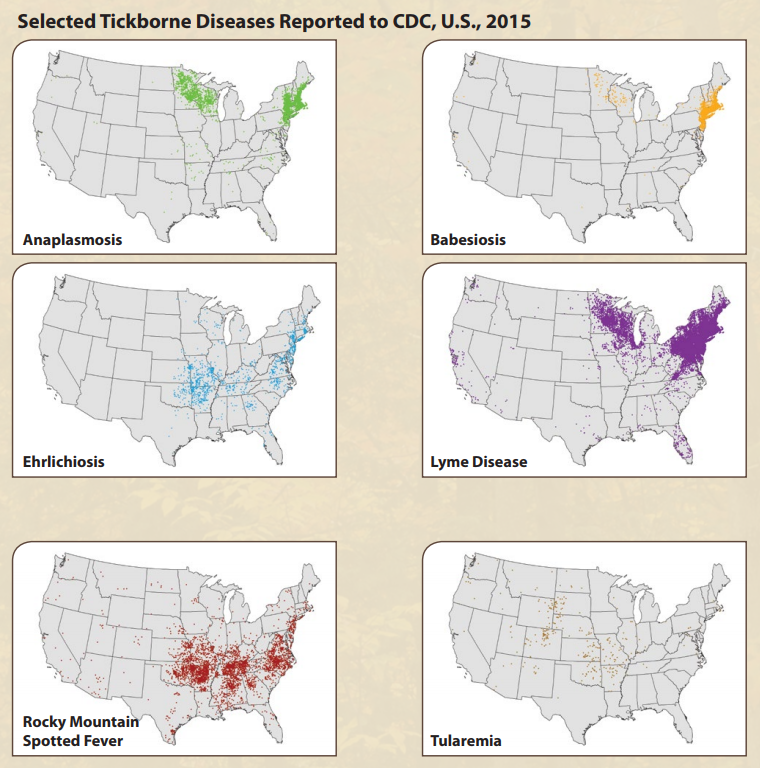 Selected Tickborne Diseases Reported to CDC, U.S., 2015
Anaplasmosis
Babesiosis
Ehrlichiosis
Lyme Disease
Rocky Mountain
Spotted Fever
Tularemia